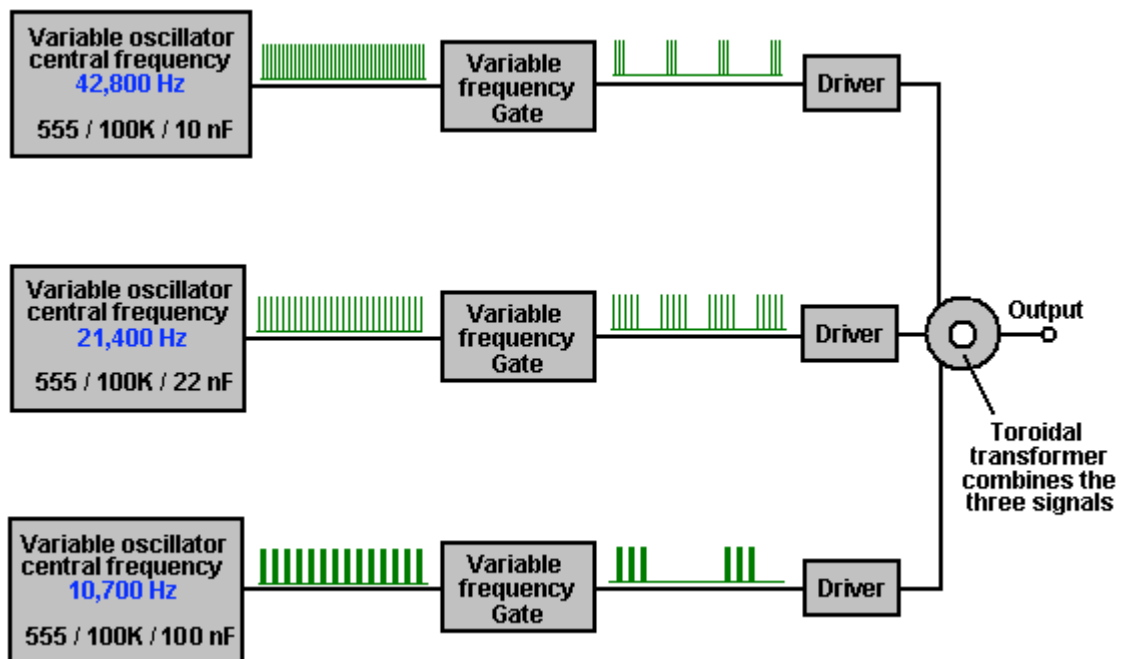 Variable oscillator
central frequency
42,800 Hz
555 / 100K / 10 nF
Variable
frequency
Gate
Driver
Variable oscillator
central frequency
21,400 Hz
555 / 100K / 22 nF
Variable
frequency
Gate
Driver
Output
Toroidal
transformer
combines the
three signals
Variable oscillator
central frequency
10,700 Hz
555 / 100K / 100 nF
Variable
frequency
Gate
Driver